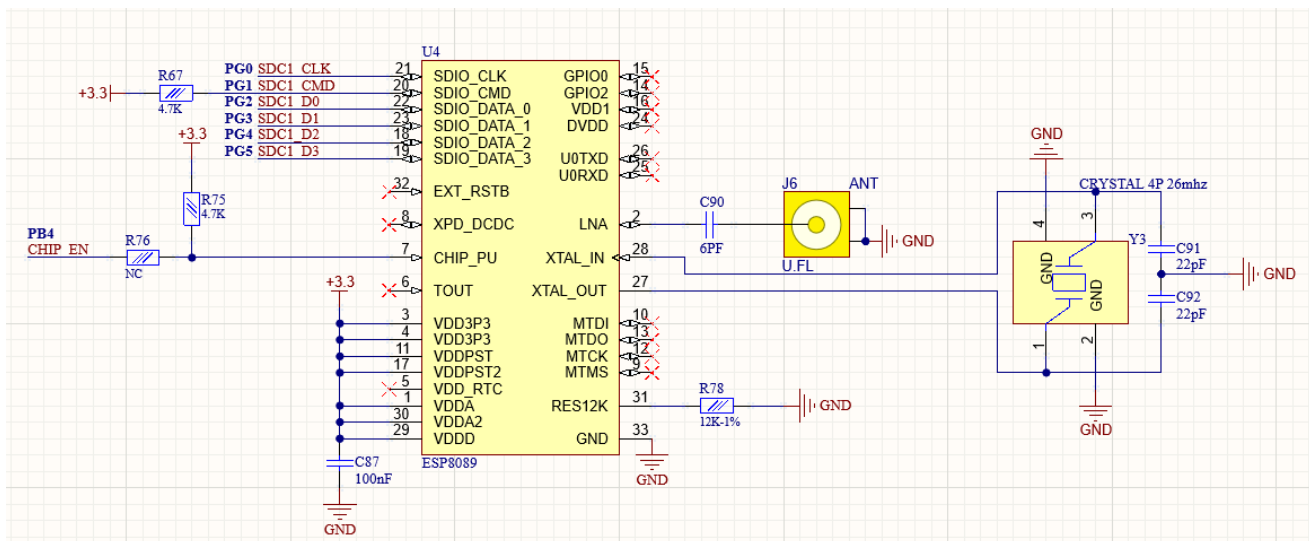 U4
PG0 SDC1_CLK 21 SDIO_CLK GPIO0 15
PG1 SDC1_CMD 20 SDIO_CMD GPIO2 14
PG2 SDC1_D0 22 SDIO_DATA_0 VDD1 16
PG3 SDC1_D1 23 SDIO_DATA_1 DVDD 24
PG4 SDC1_D2 18 SDIO_DATA_2
PG5 SDC1_D3 19 SDIO_DATA_3 U0TXD 26
U0RXD 25
R67
+3.3
4.7K
+3.3
R75
4.7K
32 EXT_RSTB
8 XPD_DCDC LNA 2
PB4
CHIP_EN
R76
NC
7 CHIP_PU XTAL_IN 28
6 TOUT XTAL_OUT 27
+3.3
3 VDD3P3 MTDI 10
4 VDD3P3 MTDO 13
11 VDDPST MTCK 12
17 VDDPST2 MTMS 9
5 VDD_RTC
1 VDDA RES12K 31
30 VDDA2
29 VDDD GND 33
ESP8089
C87
100nF
GND
C90
6PF
J6 ANT
U.FL
GND
R78
12K-1%
GND
GND
GND
CRYSTAL 4P 26mhz
4 3
Y3
GND
GND
1 2
GND
C91
22pF
GND
C92
22pF